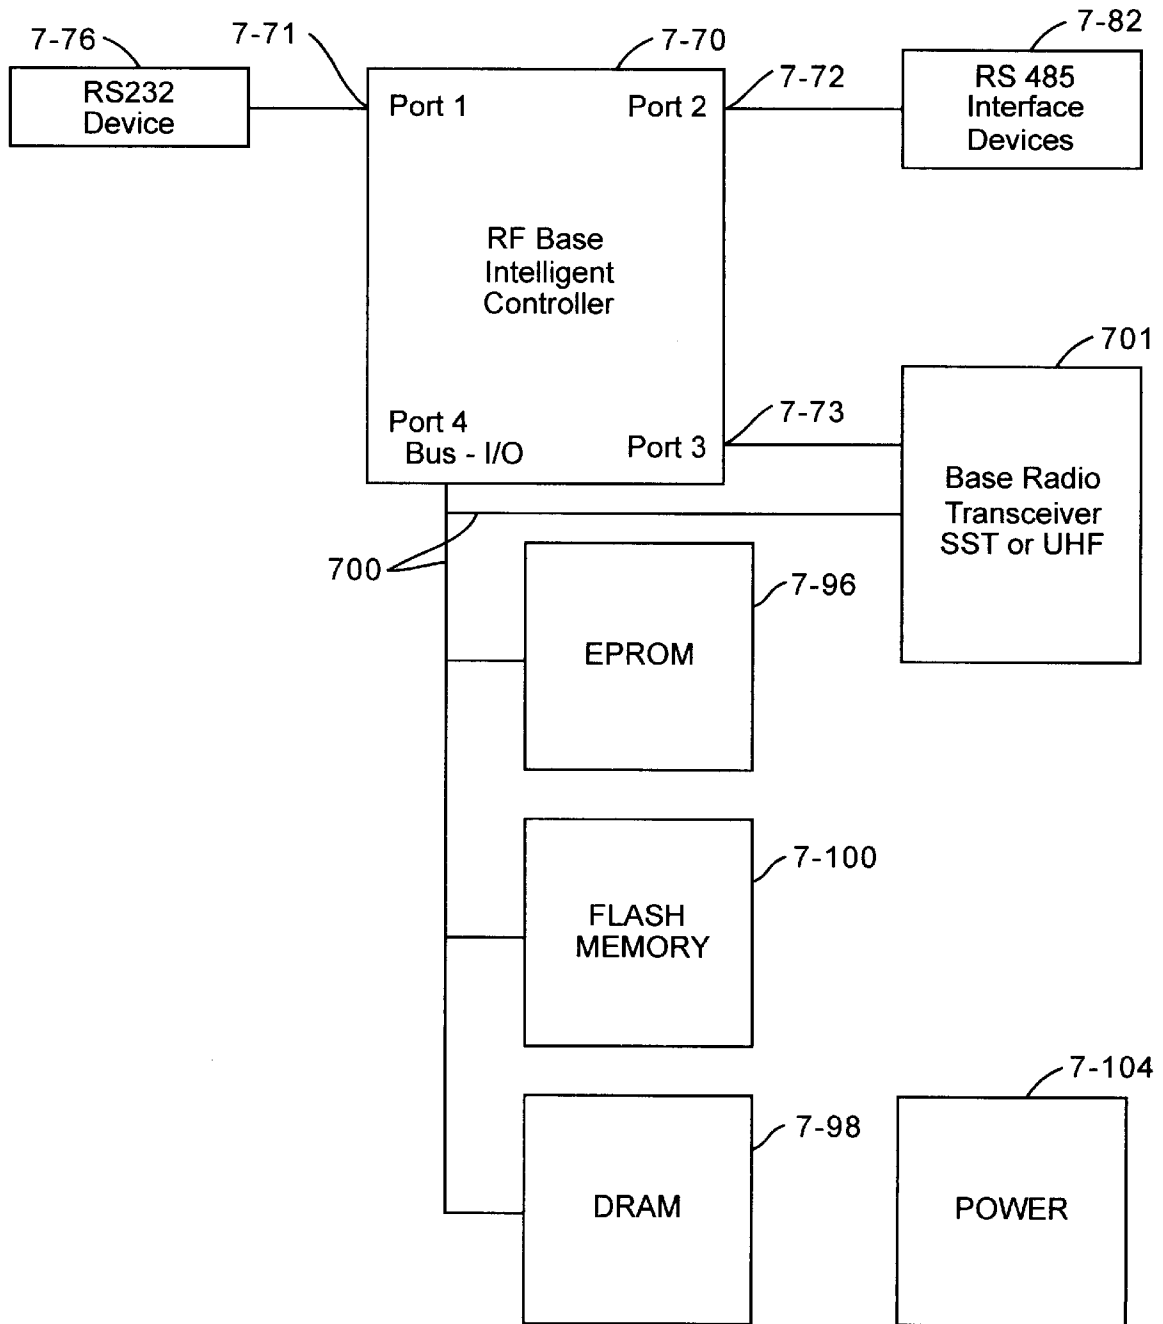 7-76
7-71
7-70
7-82
RS232
Device
Port 1
Port 2
7-72
RS 485
Interface
Devices
RF Base
Intelligent
Controller
701
Port 4
Bus - I/O
Port 3
7-73
Base Radio
Transceiver
SST or UHF
700
7-96
EPROM
7-100
FLASH
MEMORY
7-104
7-98
DRAM
POWER